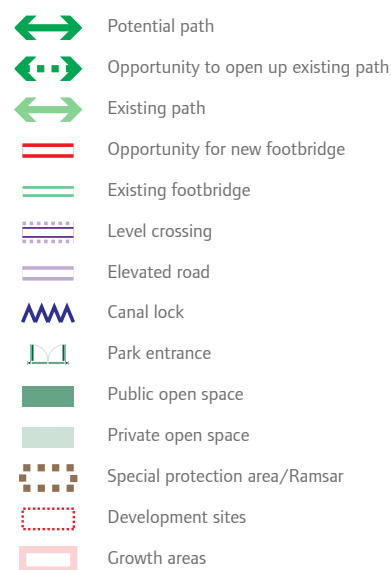 Potential path
Opportunity to open up existing path
Existing path
Opportunity for new footbridge
Existing footbridge
Level crossing
Elevated road
Canal lock
Park entrance
Public open space
Private open space
Special protection area/Ramsar
Development sites
Growth areas